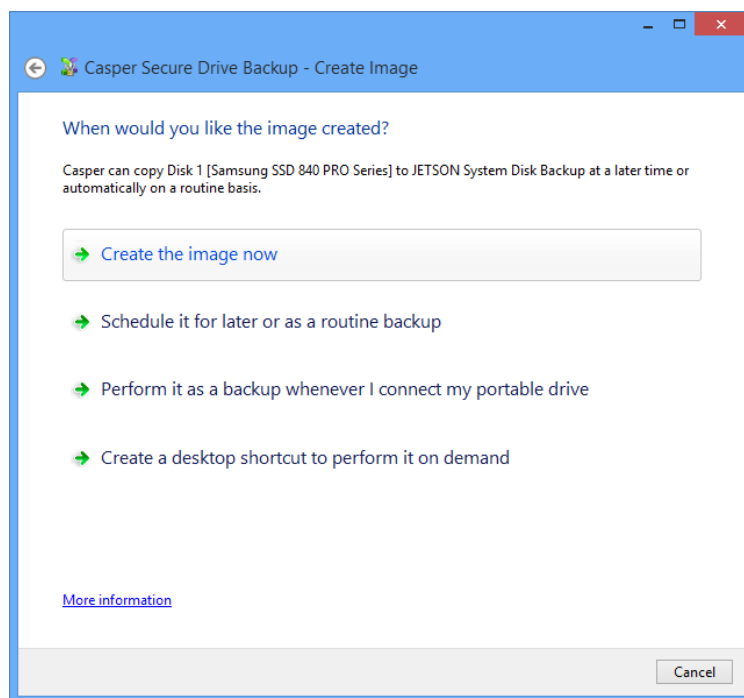 Casper Secure Drive Backup - Create Image
When would you like the image created?
Casper can copy Disk 1 [Samsung SSD 840 PRO Series] to JETSON System Disk Backup at a later time or
automatically on a routine basis.
Create the image now
Schedule it for later or as a routine backup
Perform it as a backup whenever I connect my portable drive
Create a desktop shortcut to perform it on demand
More information
Cancel